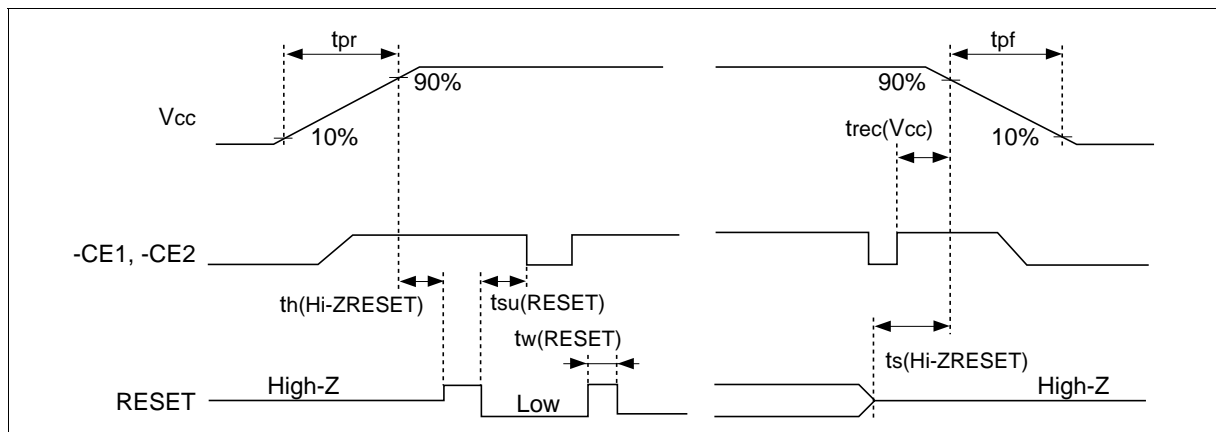 tpr
tpf
90%
90%
Vcc
10%
trec(Vcc)
10%
-CE1, -CE2
th(Hi-ZRESET)
tsu(RESET)
tw(RESET)
ts(Hi-ZRESET)
RESET
High-Z
Low
High-Z